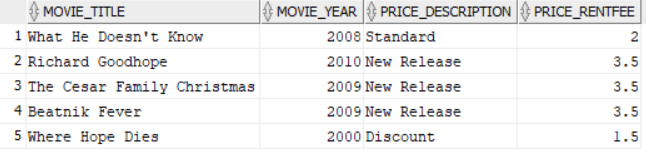 MOVIE_TITLE MOVIE_YEAR PRICE_DESCRIPTION PRICE_RENTFEE
1 What He Doesn't Know 2008 Standard 2
2 Richard Goodhope 2010 New Release 3.5
3 The Cesar Family Christmas 2009 New Release 3.5
4 Beatnik Fever 2009 New Release 3.5
5 Where Hope Dies 2000 Discount 1.5